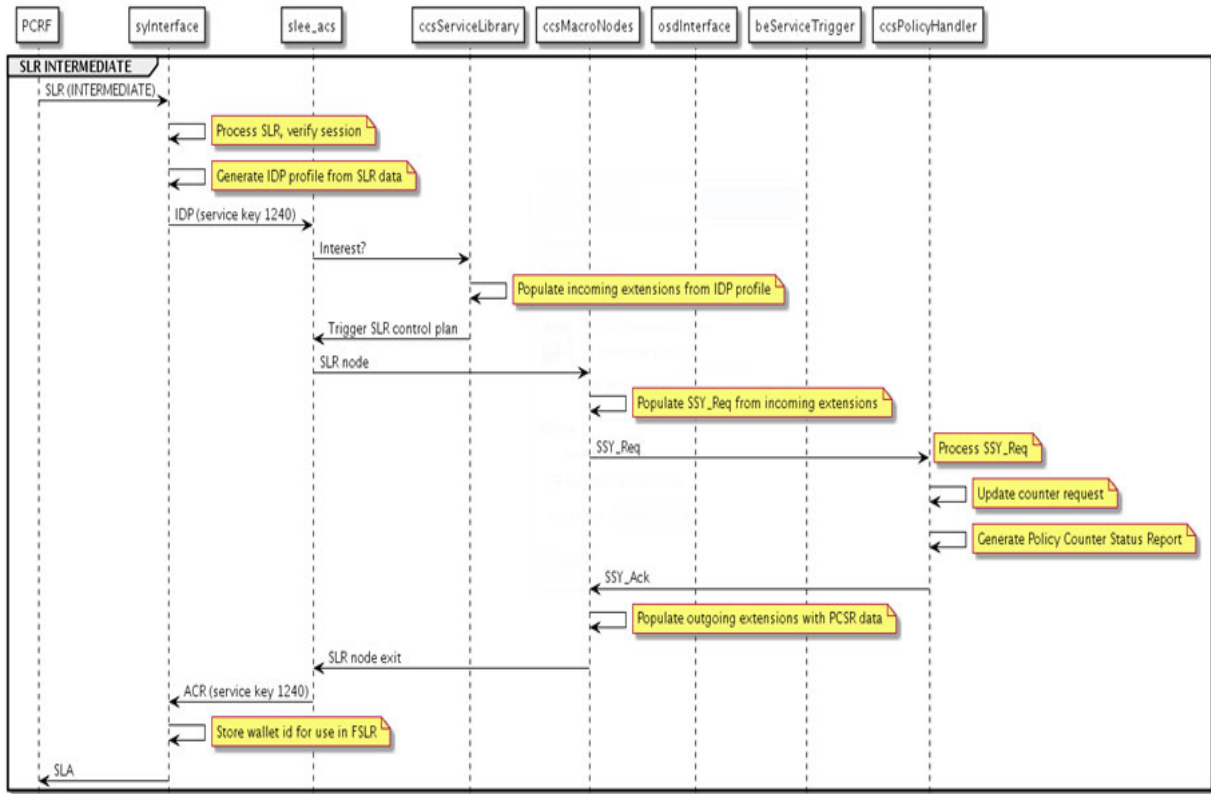 PCRF
syInterface
slee_acs
ccsServiceLibrary
ccsMacroNodes
osdInterface
beServiceTrigger
ccsPolicyHandler
SLR INTERMEDIATE
SLR (INTERMEDIATE)
Process SLR, verify session
Generate IDP profile from SLR data
IDP (service key 1240)
Interest?
Populate incoming extensions from IDP profile
Trigger SLR control plan
SLR node
Populate SSY_Req from incoming extensions
SSY_Req
Process SSY_Req
Update counter request
Generate Policy Counter Status Report
SSY_Ack
Populate outgoing extensions with PCSR data
SLR node exit
ACR (service key 1240)
Store wallet id for use in FSLR
SLA